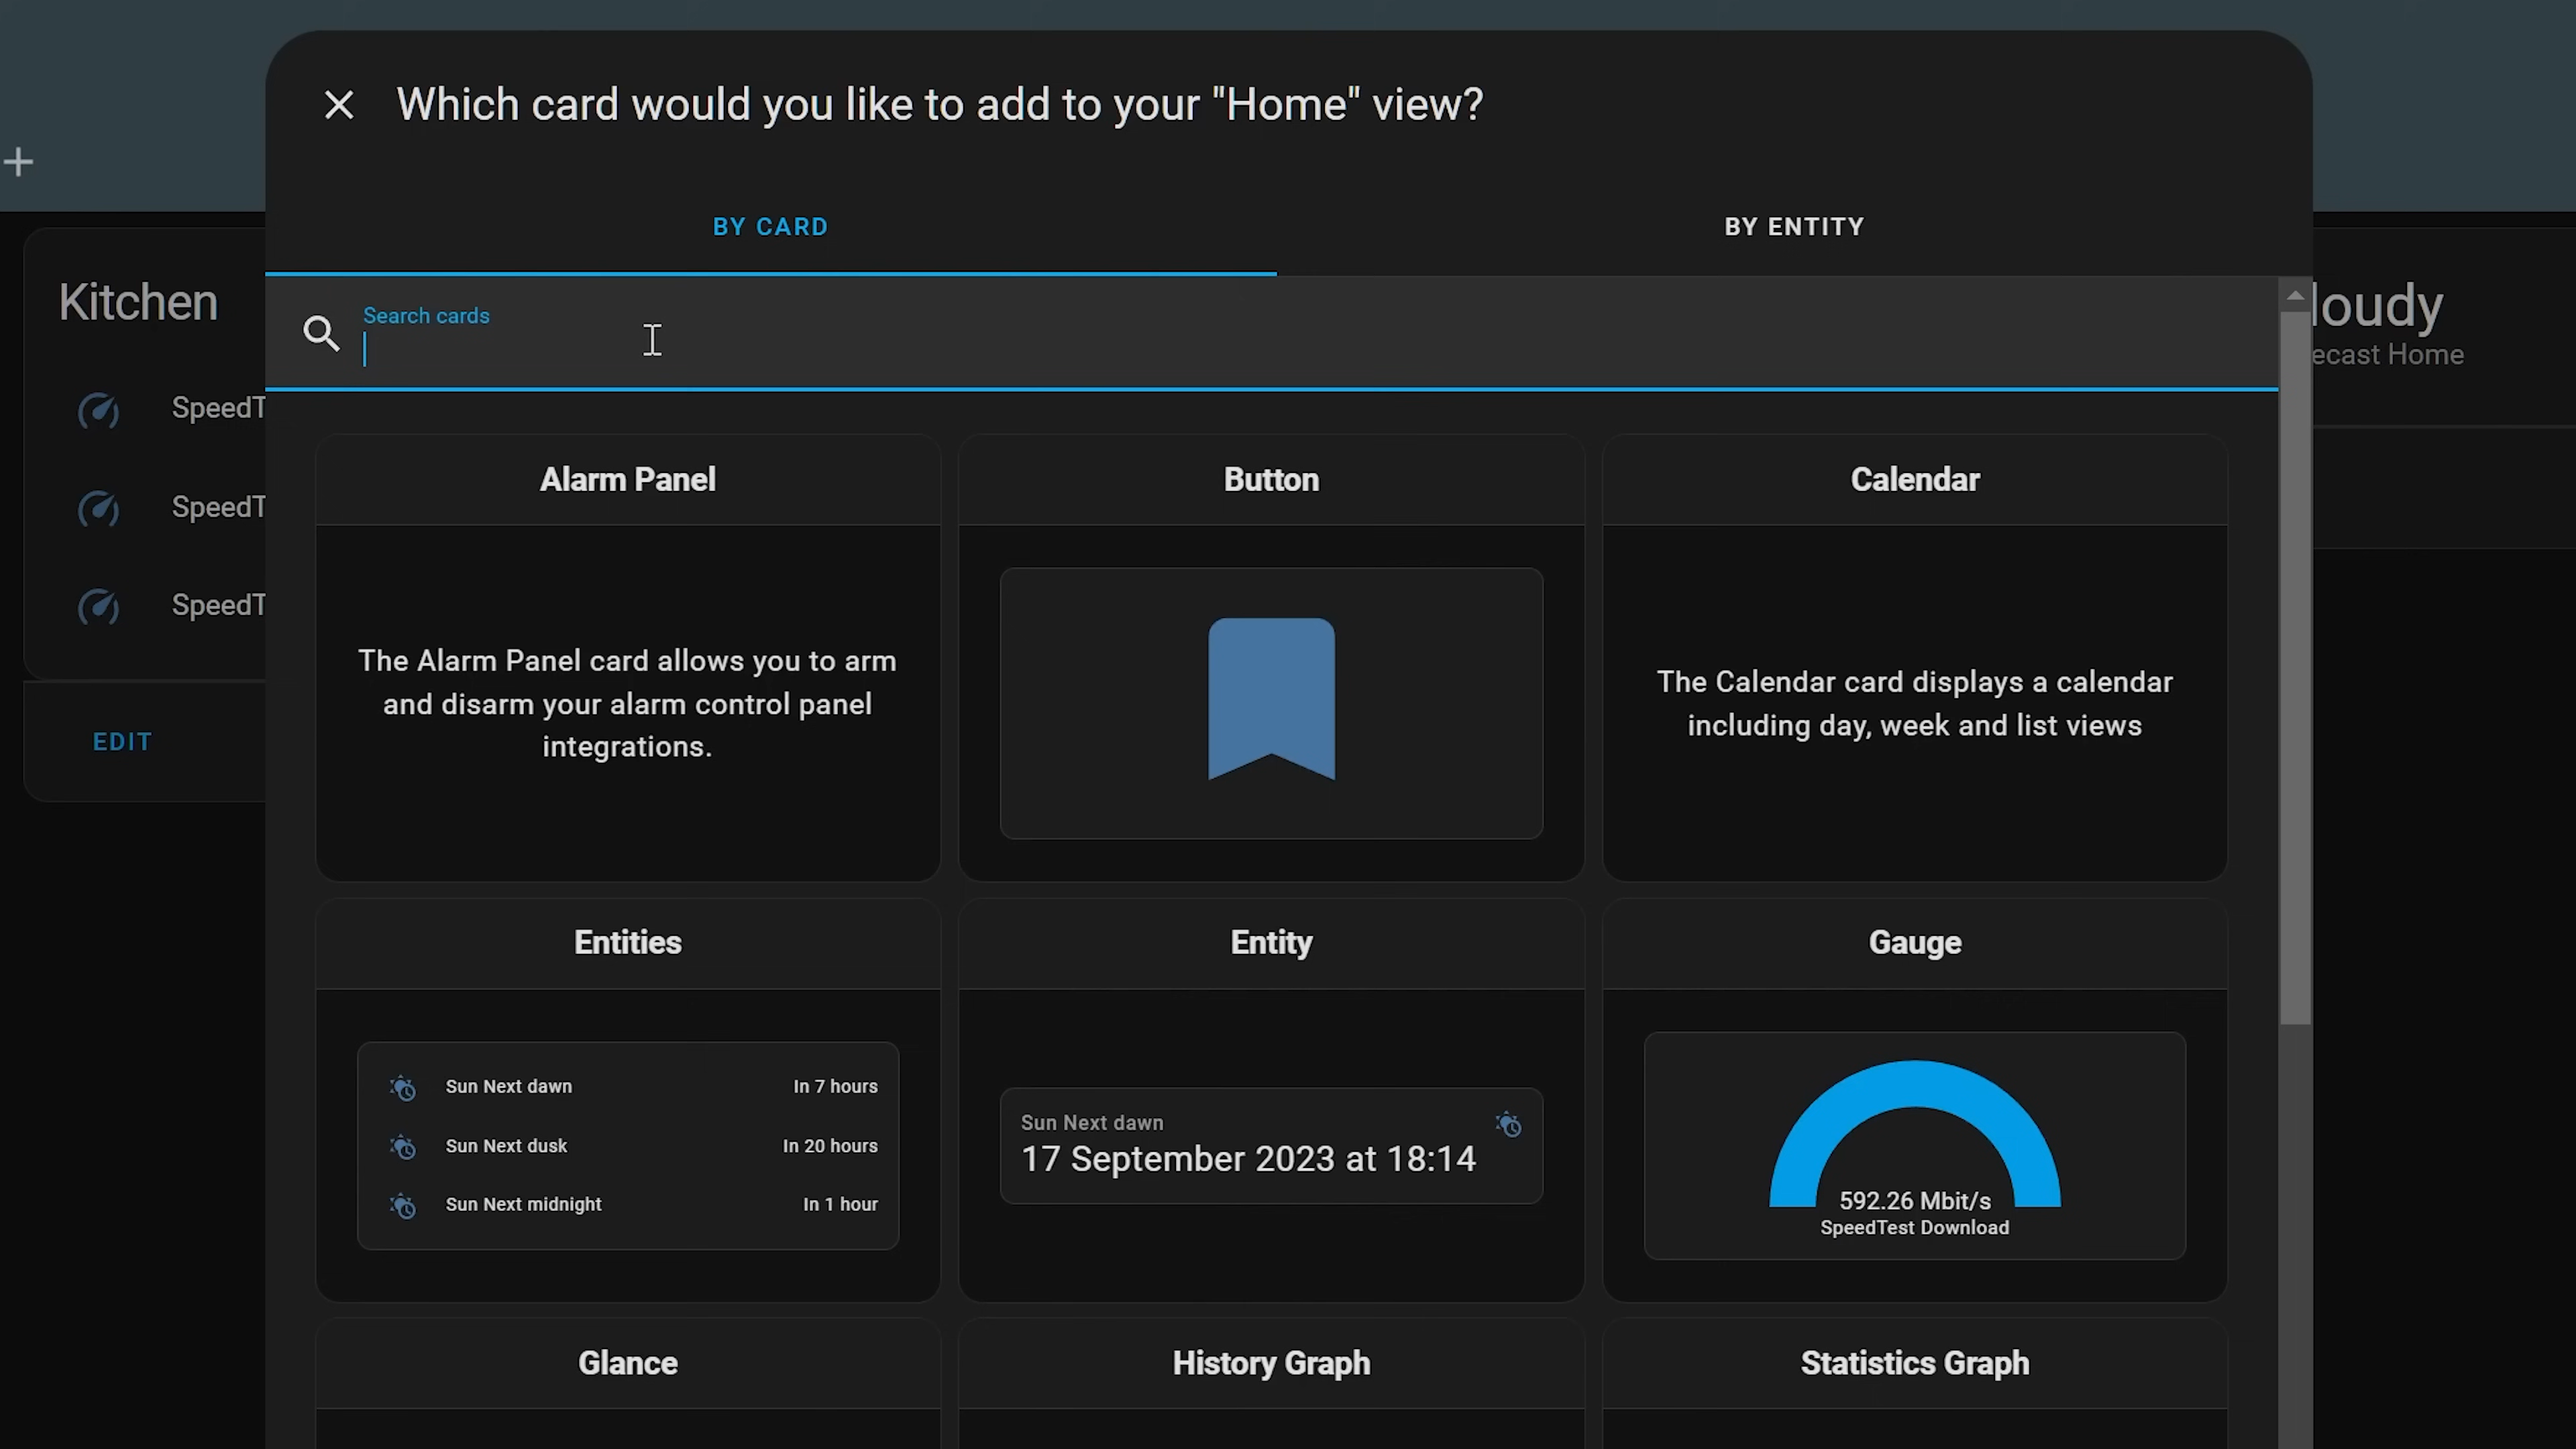 Which card would you like to add to your "Home" view?
BY CARD
BY ENTITY
Kitchen
Search cards
loudy
ecast Home
SpeedT
SpeedT
SpeedT
EDIT
Alarm Panel
The Alarm Panel card allows you to arm
and disarm your alarm control panel
integrations.
Button
Calendar
The Calendar card displays a calendar
including day, week and list views
Entities
Sun Next dawn In 7 hours
Sun Next dusk In 20 hours
Sun Next midnight In 1 hour
Entity
Sun Next dawn
17 September 2023 at 18:14
Gauge
592.26 Mbit/s
SpeedTest Download
Glance
History Graph
Statistics Graph